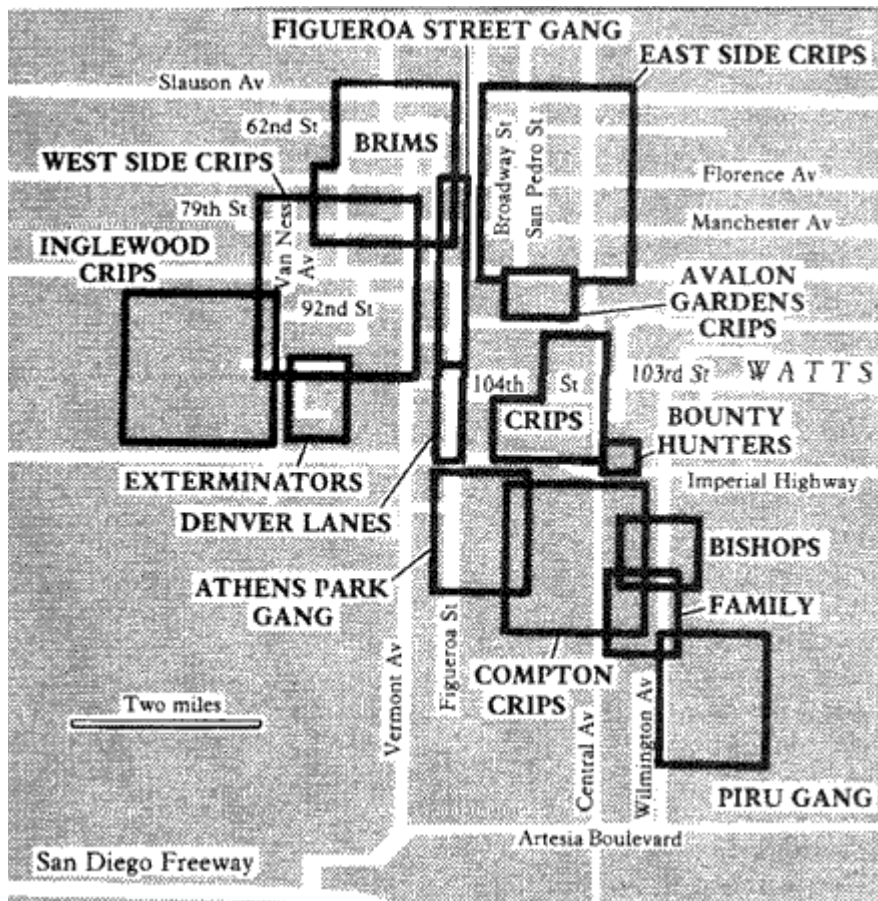 FIGUEROA STREET GANG
EAST SIDE CRIPS
Slauson Av
62nd St
BRIMS
Broadway St
San Pedro St
WEST SIDE CRIPS
Florence Av
79th St
Van Ness
Av
Manchester Av
INGLEWOOD
CRIPS
92nd St
AVALON
GARDENS
CRIPS
104th St
103rd St
WATTS
CRIPS
BOUNTY
HUNTERS
EXTERMINATORS
Imperial Highway
DENVER LANES
BISHOPS
ATHENS PARK
GANG
FAMILY
Figueroa St
COMPTON
CRIPS
Two miles
Vermont Av
Central Av
Wilmington Av
PIRU GANG
Artesia Boulevard
San Diego Freeway